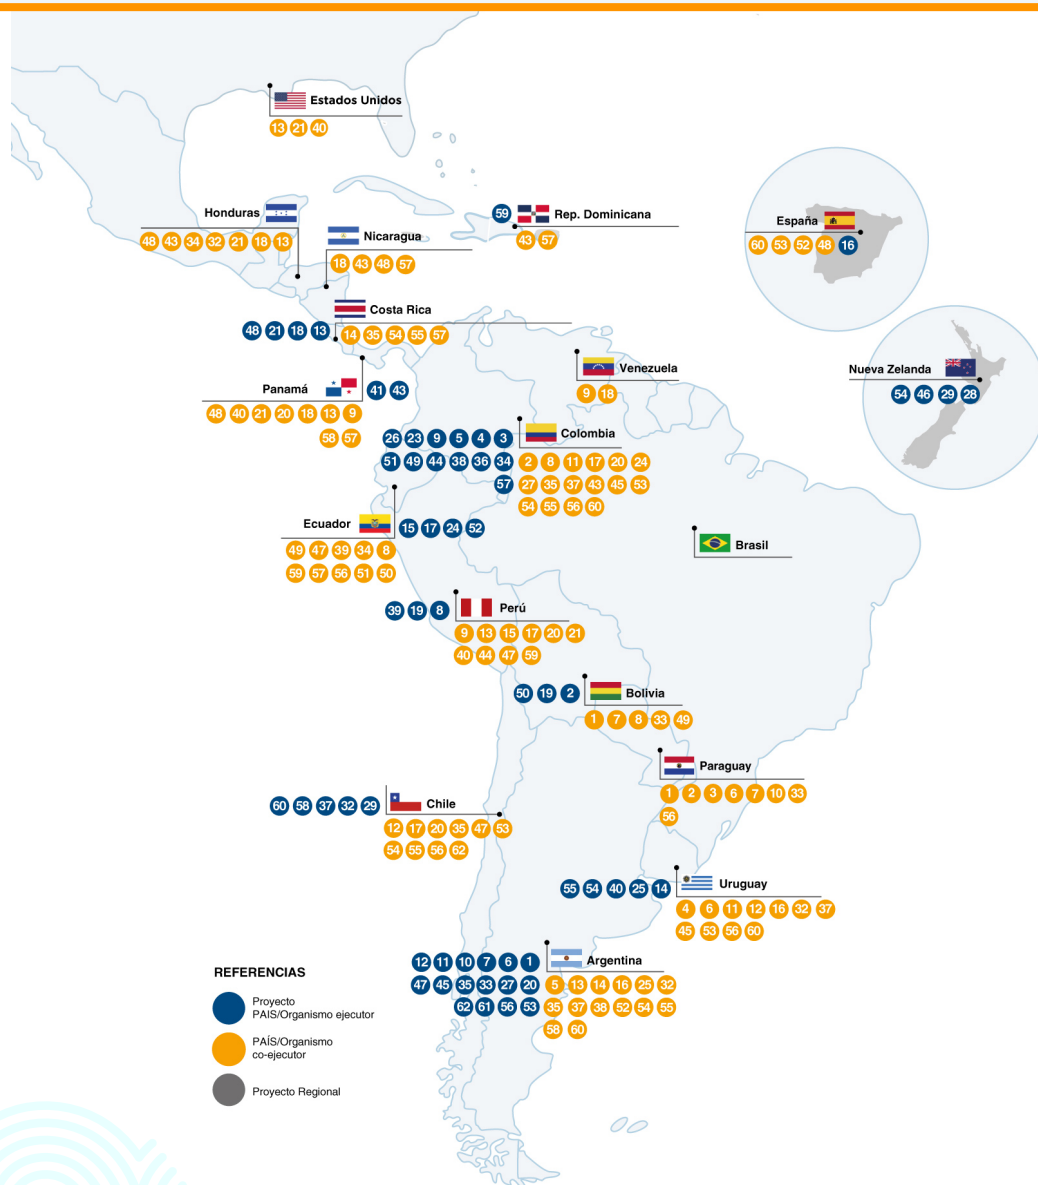 Estados Unidos
13 21 40
Honduras
48 43 34 32 21 18 13
Nicaragua
18 43 48 57
59 Rep. Dominicana
43 57
España
60 53 52 48 16
Costa Rica
48 21 18 13
14 35 54 55 57
Venezuela
9 18
Nueva Zelanda
54 46 29 28
Panamá
41 43
48 40 21 20 18 13 9
58 57
Colombia
26 23 9 5 4 3
51 49 44 38 36 34
57
2 8 11 17 20 24
27 35 37 43 45 53
54 55 56 60
Ecuador
15 17 24 52
49 47 39 34 8
59 57 56 51 50
Brasil
39 19 8
Perú
9 13 15 17 20 21
40 44 47 59
50 19 2
Bolivia
1 7 8 33 49
Paraguay
1 2 3 6 7 10 33
56
60 58 37 32 29
Chile
12 17 20 35 47 53
54 55 56 62
55 54 40 25 14
Uruguay
4 6 11 12 16 32 37
45 53 56 60
12 11 10 7 6 1
47 45 35 33 27 20
62 61 56 53
Argentina
5 13 14 16 25 32
35 37 38 52 54 55
58 60
REFERENCIAS
Proyecto
PAIS/Organismo ejecutor
PAÍS/Organismo
co-ejecutor
Proyecto Regional